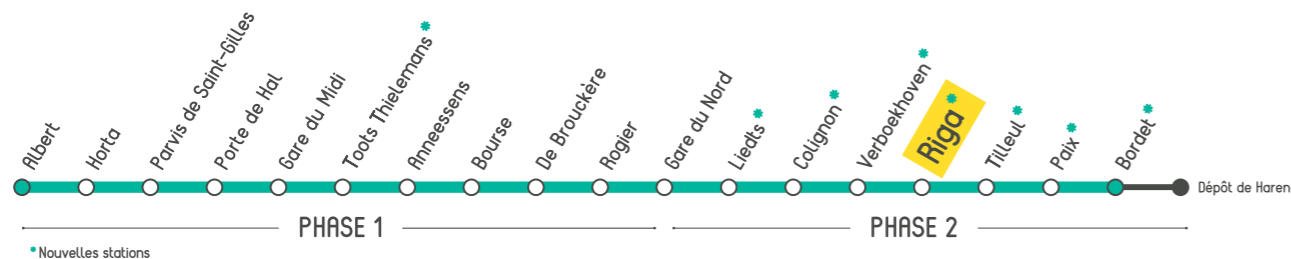 Albert
Horta
Parvis de Saint-Gilles
Porte de Hal
Gare du Midi
Toots Thielemans*
Anneessens
Bourse
De Brouckère
Rogier
Gare du Nord
Liedts*
Colignon*
Verboekhoven*
Riga*
Tilleul*
Paix*
Bordet*
Dépôt de Haren
PHASE 1
PHASE 2
* Nouvelles stations